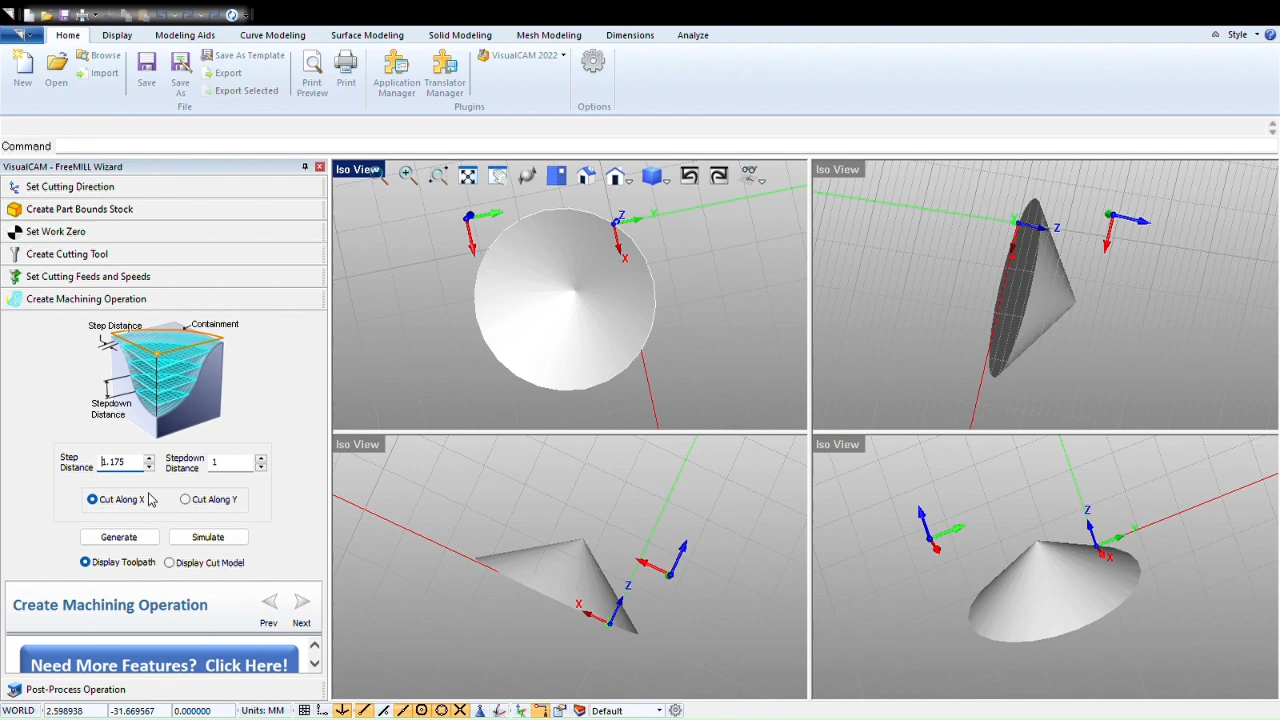 Home Display Modeling Aids Curve Modeling Surface Modeling Solid Modeling Mesh Modeling Dimensions Analyze Style
New Open Browse Import Save Save As Save As Template Export Export Selected Print Preview Print Application Manager Translator Manager VisualCAM 2022
File Plugins Options
Command
VisualCAM - FreeMILL Wizard
Set Cutting Direction
Create Part Bounds Stock
Set Work Zero
Create Cutting Tool
Set Cutting Feeds and Speeds
Create Machining Operation
Step Distance Containment
Stepdown
Distance
Step Distance 1.175 Stepdown Distance 1
Cut Along X Cut Along Y
Generate Simulate
Display Toolpath Display Cut Model
Create Machining Operation Prev Next
Need More Features? Click Here!
Post-Process Operation
Iso View
Z Y
X
Iso View
Y Z
Iso View
Z
X
Iso View
Z Y
X
WORLD 2.598938 -31.669567 0.000000 Units: MM Default